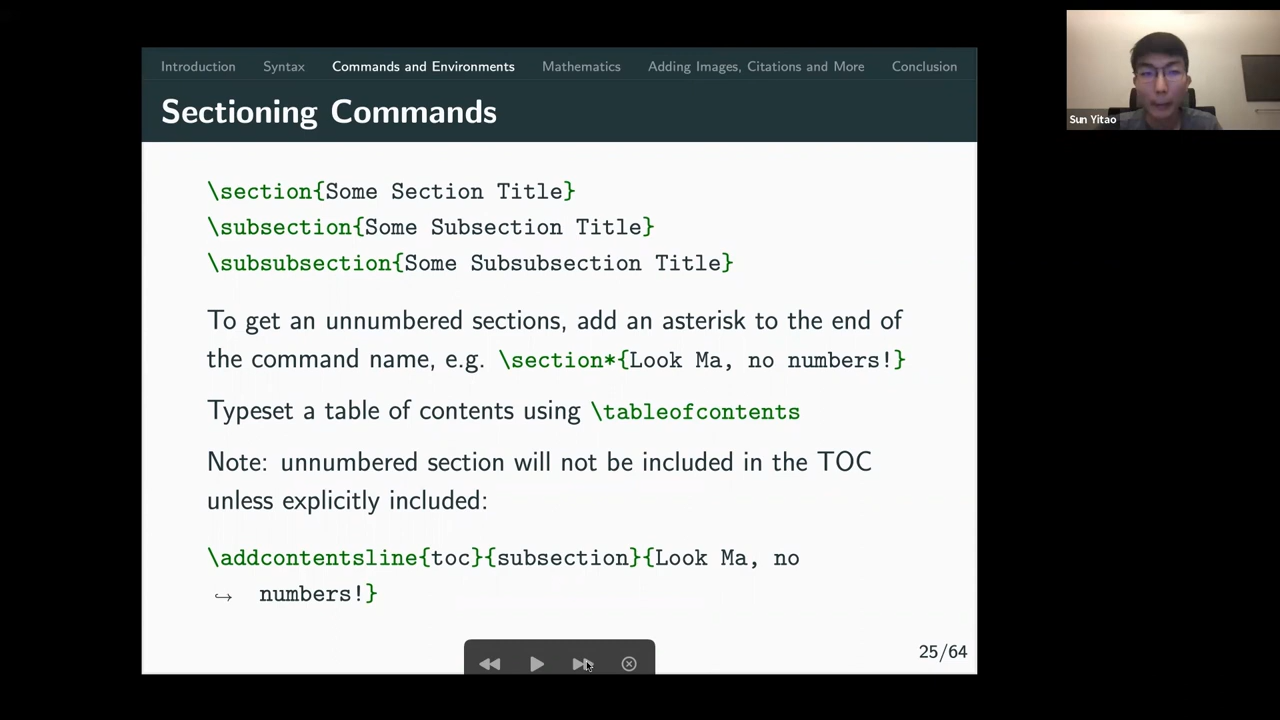 Introduction Syntax Commands and Environments Mathematics Adding Images, Citations and More Conclusion
Sectioning Commands
\section{Some Section Title}
\subsection{Some Subsection Title}
\subsubsection{Some Subsubsection Title}
To get an unnumbered sections, add an asterisk to the end of
the command name, e.g. \section*{Look Ma, no numbers!}
Typeset a table of contents using \tableofcontents
Note: unnumbered section will not be included in the TOC
unless explicitly included:
\addcontentsline{toc}{subsection}{Look Ma, no
↪ numbers!}
25/64
Sun Yitao